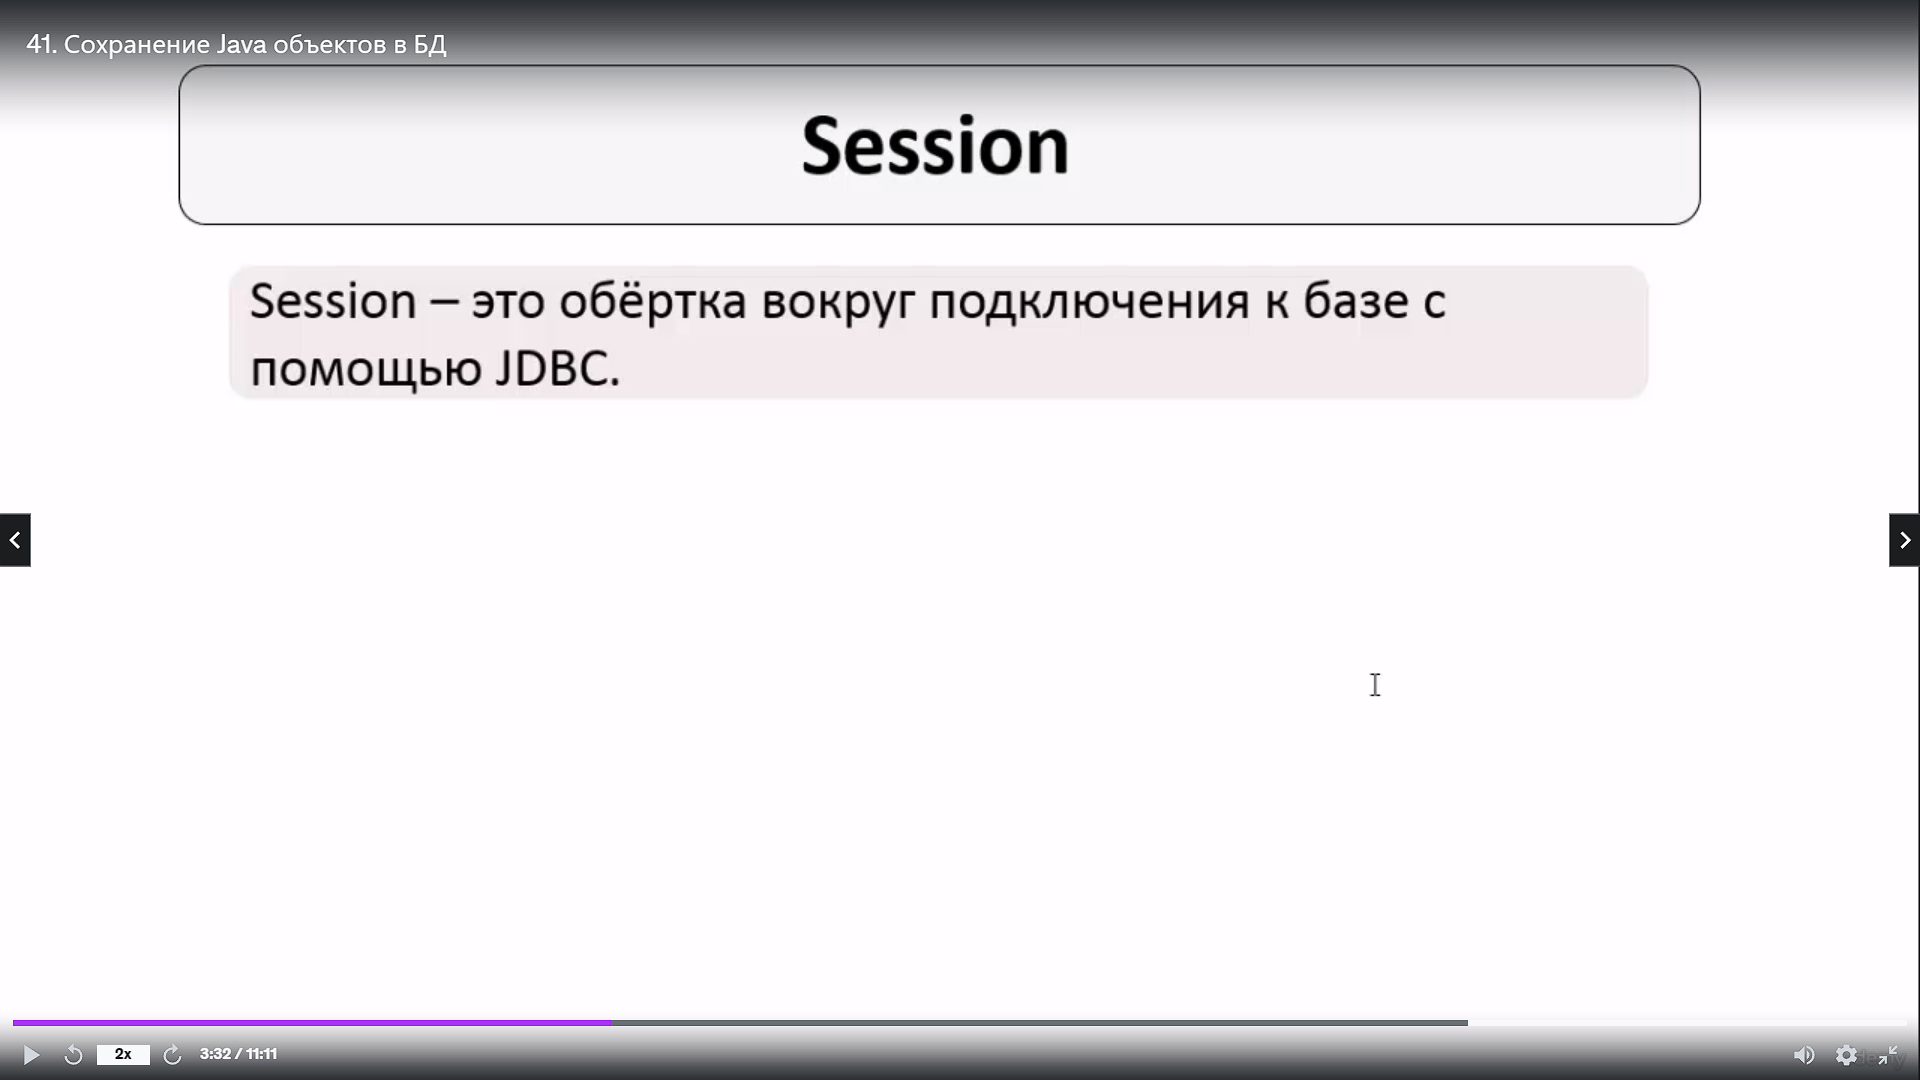 41. Сохранение Java объектов в БД
Session
Session – это обёртка вокруг подключения к базе с
помощью JDBC.
2x
3:32 / 11:11